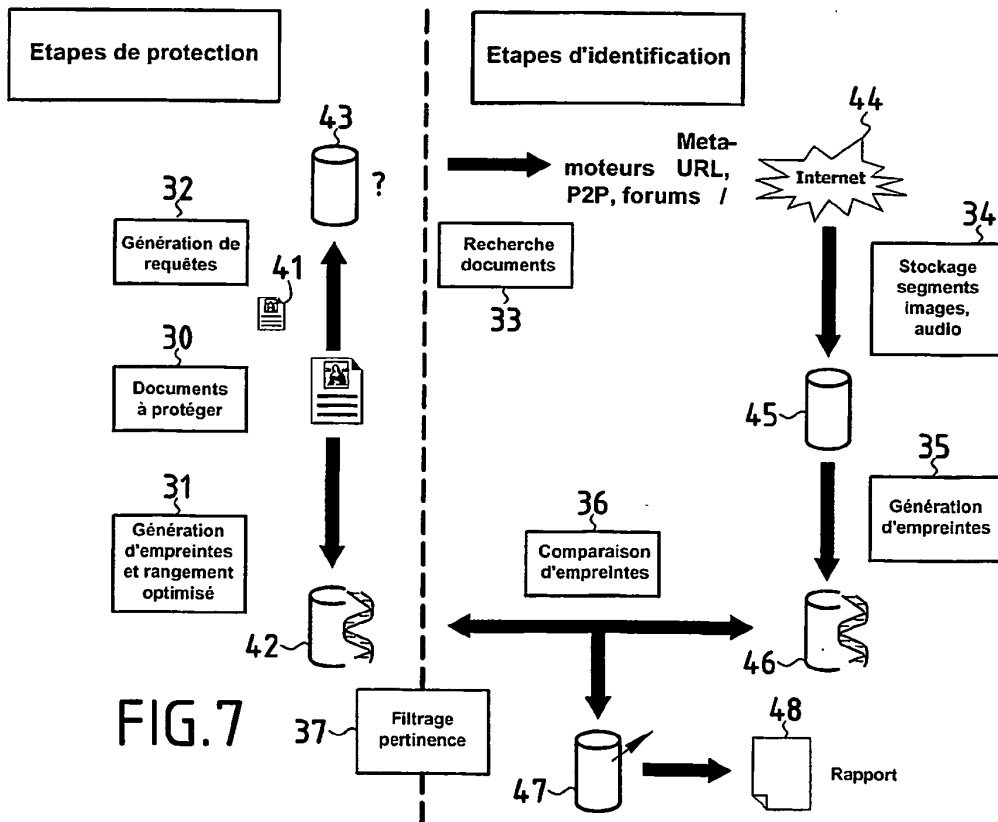 Etapes de protection
Etapes d'identification
43
?
32
Génération de
requêtes
41
30
Documents
à protéger
31
Génération
d'empreintes
et rangement
optimisé
42
Meta-
moteurs URL,
P2P, forums /
44
Internet
Recherche
documents
33
34
Stockage
segments
images,
audio
45
35
Génération
d'empreintes
36
Comparaison
d'empreintes
46
FIG.7
37
Filtrage
pertinence
47
48
Rapport